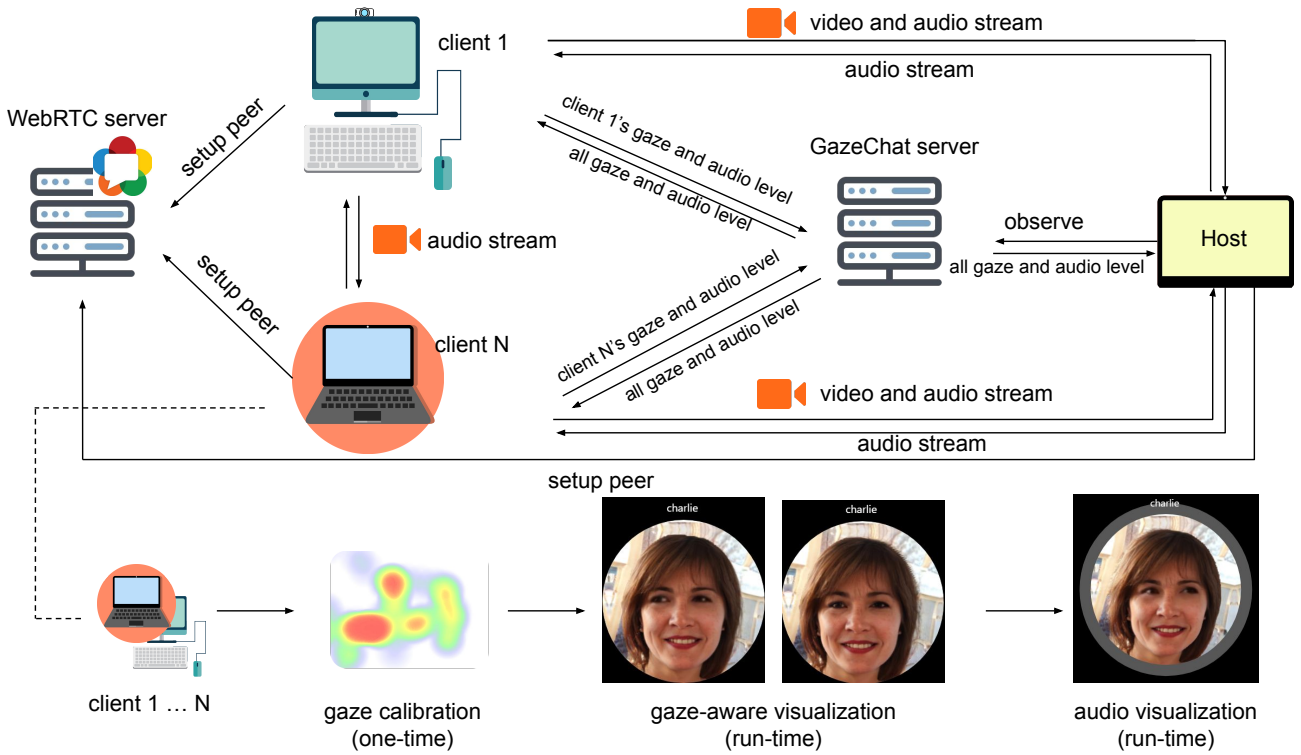 video and audio stream
client 1
audio stream
WebRTC server
setup peer
client 1's gaze and audio level
all gaze and audio level
GazeChat server
observe
Host
all gaze and audio level
audio stream
setup peer
client N
client N's gaze and audio level
all gaze and audio level
video and audio stream
audio stream
setup peer
charlie
charlie
charlie
client 1 … N
gaze calibration
(one-time)
gaze-aware visualization
(run-time)
audio visualization
(run-time)